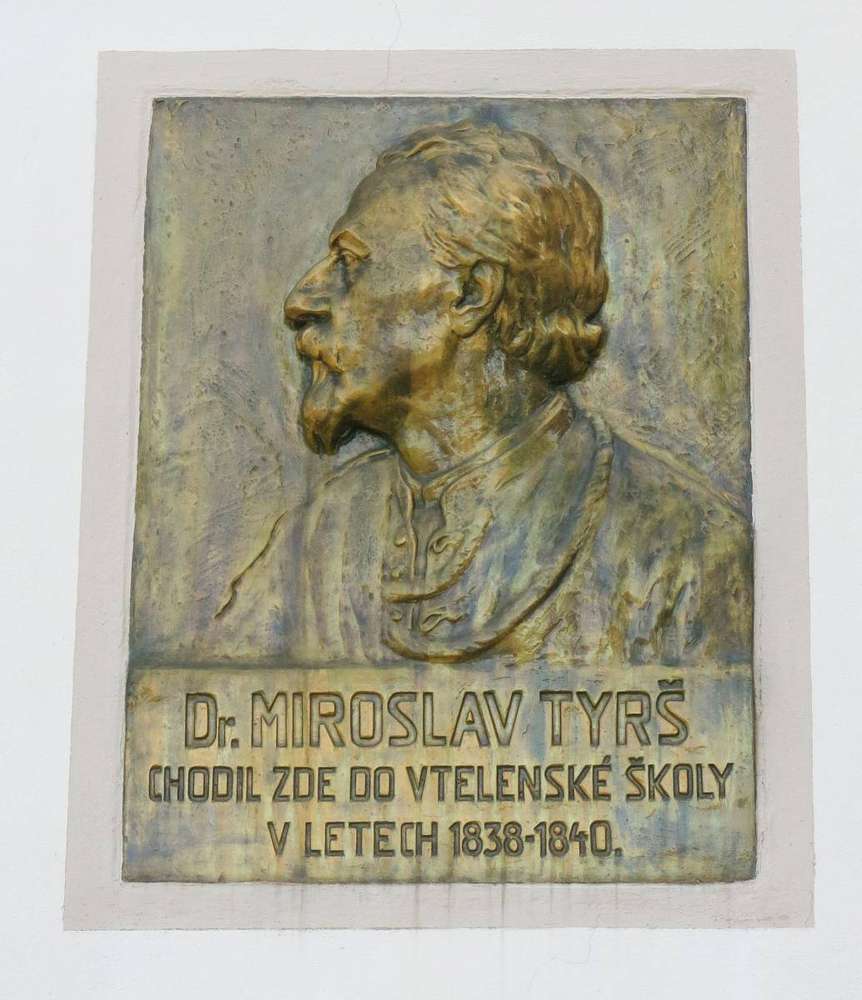 Dr. MIROSLAV TYRŠ
CHODIL ZDE DO VTELENSKÉ ŠKOLY
V LETECH 1838-1840.